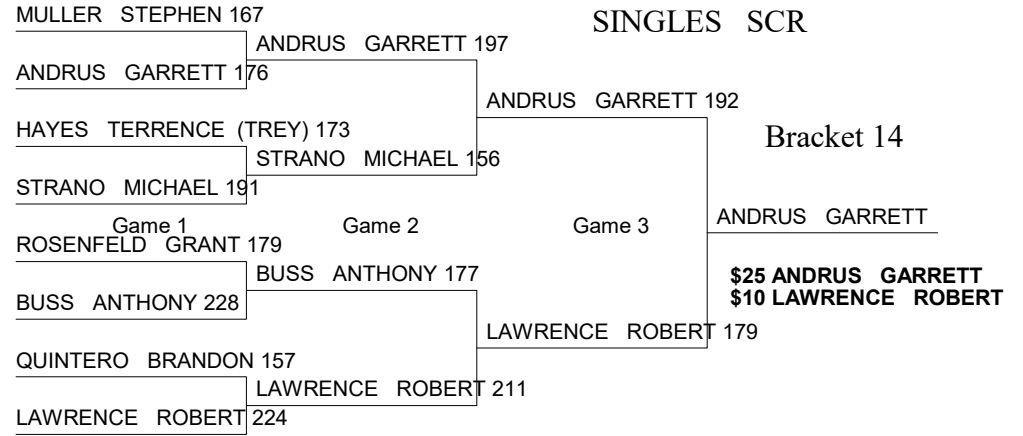 MULLER STEPHEN 167
SINGLES SCR
ANDRUS GARRETT 197
ANDRUS GARRETT 176
ANDRUS GARRETT 192
HAYES TERRENCE (TREY) 173
Bracket 14
STRANO MICHAEL 156
STRANO MICHAEL 191
ANDRUS GARRETT
Game 1 Game 2 Game 3
ROSENFELD GRANT 179
BUSS ANTHONY 177
$25 ANDRUS GARRETT
$10 LAWRENCE ROBERT
BUSS ANTHONY 228
LAWRENCE ROBERT 179
QUINTERO BRANDON 157
LAWRENCE ROBERT 211
LAWRENCE ROBERT 224